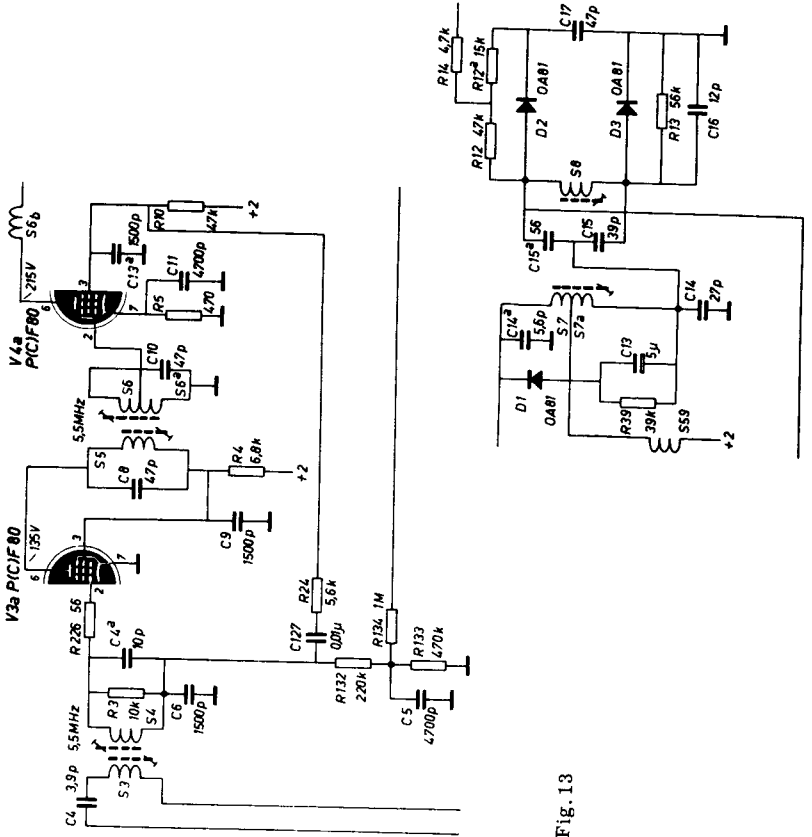 V3a P(C)F80
V4a
P(C)F80
135V
215V
S6b
5,5MHz
5,5MHz
C4
3,9p
S3
S4
R3
10k
C4a
10p
R226 56
6
3
2
7
C6
1500p
C9
1500p
S5
C8
47p
R4
6,8k
+2
S6
S6a
C10
47p
6
3
2
7
C13a
1500p
R5
470
C11
4700p
R10
47k
+2
C127
0,01μ
R24
5,6k
R132
220k
R134 1M
R133
470k
C5
4700p
D1
OA81
C14a
5,6p
S7
S7a
R39
39k
C13
5μ
S59
+2
C14
27p
C15a
56
C15
39p
S8
R12 47k
R12a 15k
R14 4,7k
D2
OA81
D3
OA81
C17
47p
R13
56k
C16
12p
Fig. 13